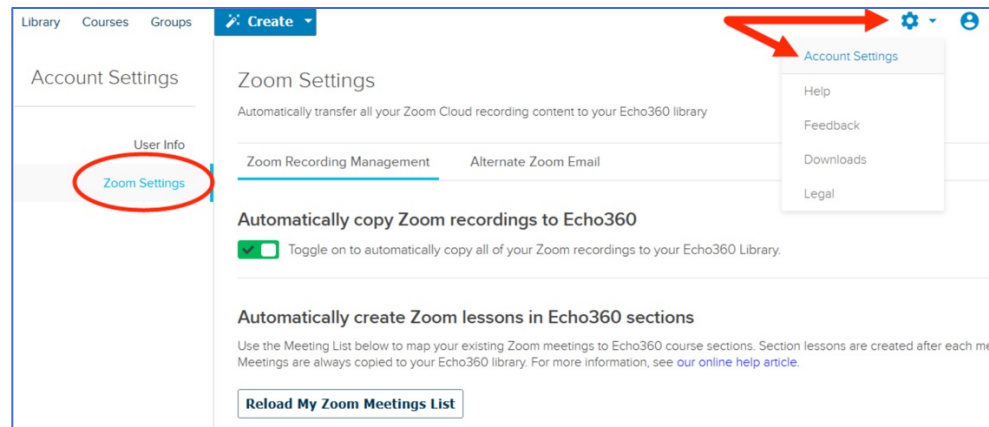 Library Courses Groups Create
Account Settings
Account Settings
Help
Feedback
Downloads
Legal
User Info
Zoom Settings
Zoom Settings
Automatically transfer all your Zoom Cloud recording content to your Echo360 library
Zoom Recording Management Alternate Zoom Email
Automatically copy Zoom recordings to Echo360
Toggle on to automatically copy all of your Zoom recordings to your Echo360 Library.
Automatically create Zoom lessons in Echo360 sections
Use the Meeting List below to map your existing Zoom meetings to Echo360 course sections. Section lessons are created after each
Meetings are always copied to your Echo360 library. For more information, see our online help article.
Reload My Zoom Meetings List